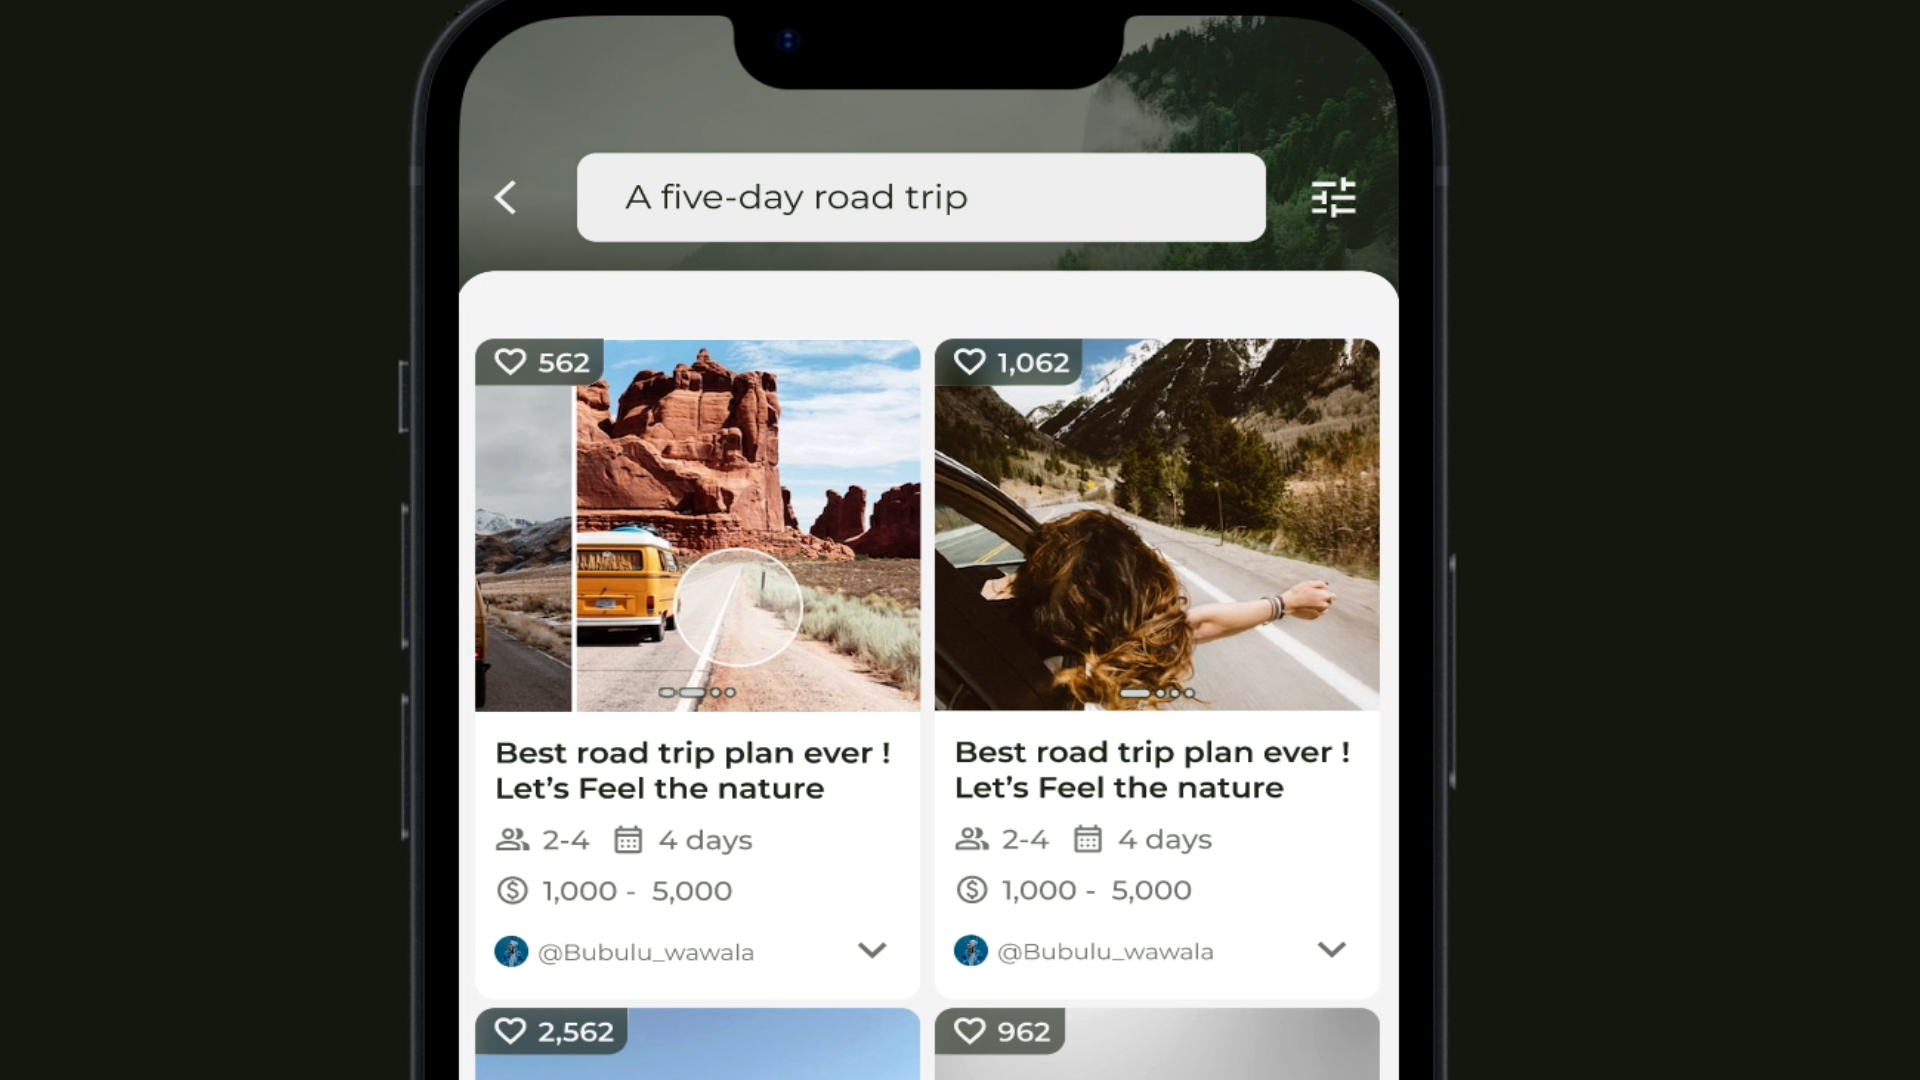 A five-day road trip
562
1,062
Best road trip plan ever !
Let’s Feel the nature
2-4 4 days
1,000 - 5,000
@Bubulu_wawala
Best road trip plan ever !
Let’s Feel the nature
2-4 4 days
1,000 - 5,000
@Bubulu_wawala
2,562
962